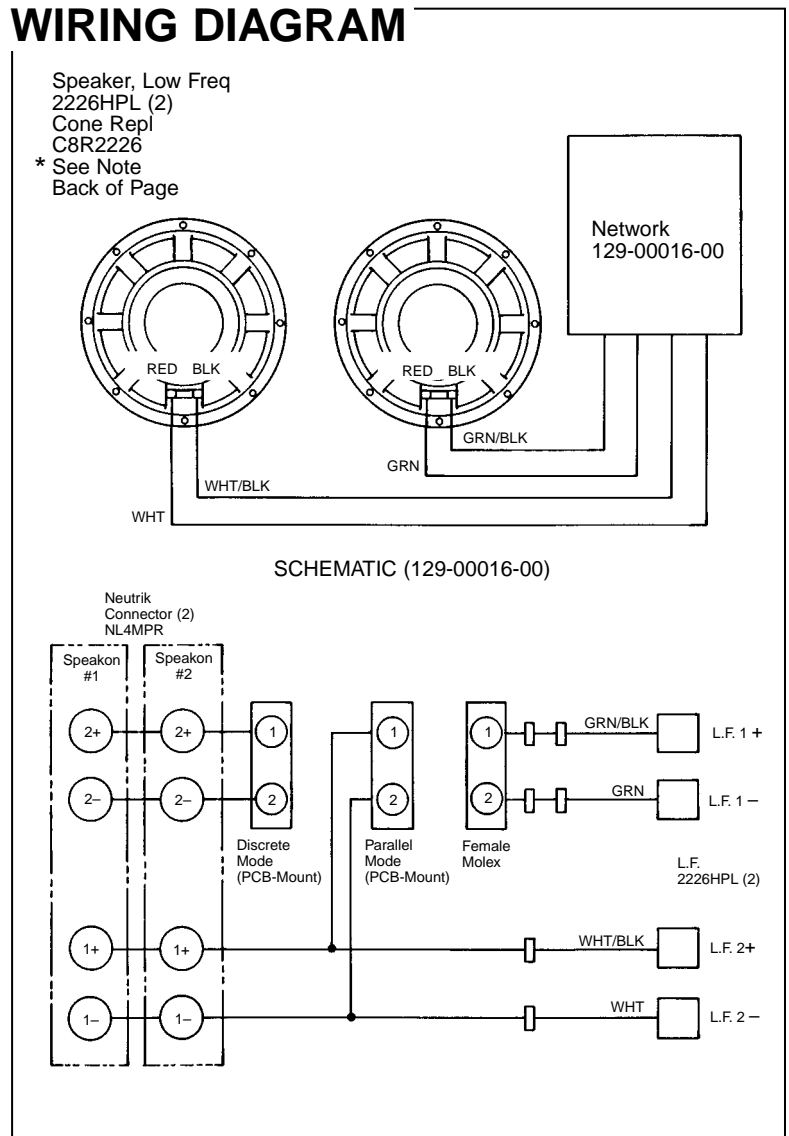 WIRING DIAGRAM
Speaker, Low Freq
2226HPL (2)
Cone Repl
C8R2226
* See Note
Back of Page
Network
129-00016-00
RED BLK
RED BLK
GRN/BLK
GRN
WHT/BLK
WHT
SCHEMATIC (129-00016-00)
Neutrik
Connector (2)
NL4MPR
Speakon
#1
Speakon
#2
2+ 2+ 1 1 1 GRN/BLK L.F. 1 +
2– 2– 2 2 2 GRN L.F. 1 –
Discrete
Mode
(PCB-Mount)
Parallel
Mode
(PCB-Mount)
Female
Molex
L.F.
2226HPL (2)
1+ 1+ WHT/BLK L.F. 2+
1– 1– WHT L.F. 2 –